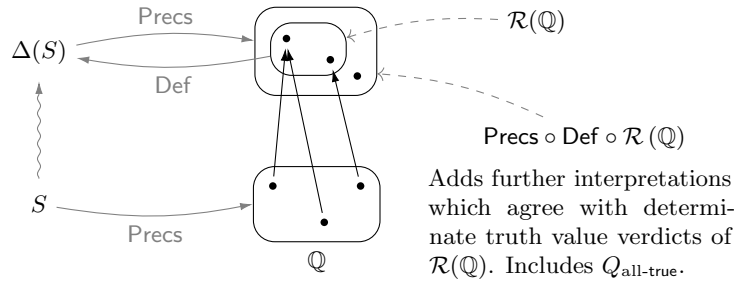 Precs
ℛ(ℚ)
Δ(S)
Def
Precs ∘ Def ∘ ℛ (ℚ)
Adds further interpretations
which agree with determi-
nate truth value verdicts of
ℛ(ℚ). Includes Q_all-true.
S
Precs
ℚ